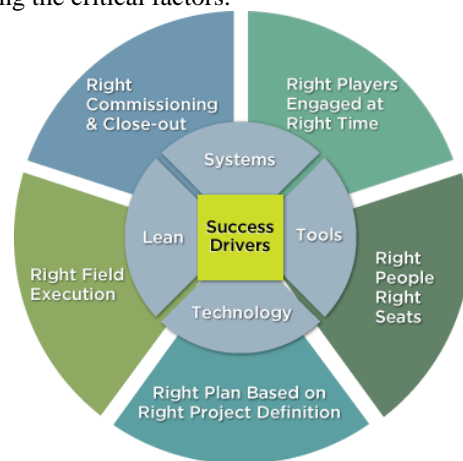 ng the critical factors.
Right
Commissioning
& Close-out
Right Players
Engaged at
Right Time
Systems
Lean
Success
Drivers
Tools
Technology
Right Field
Execution
Right
People
Right
Seats
Right Plan Based on
Right Project Definition